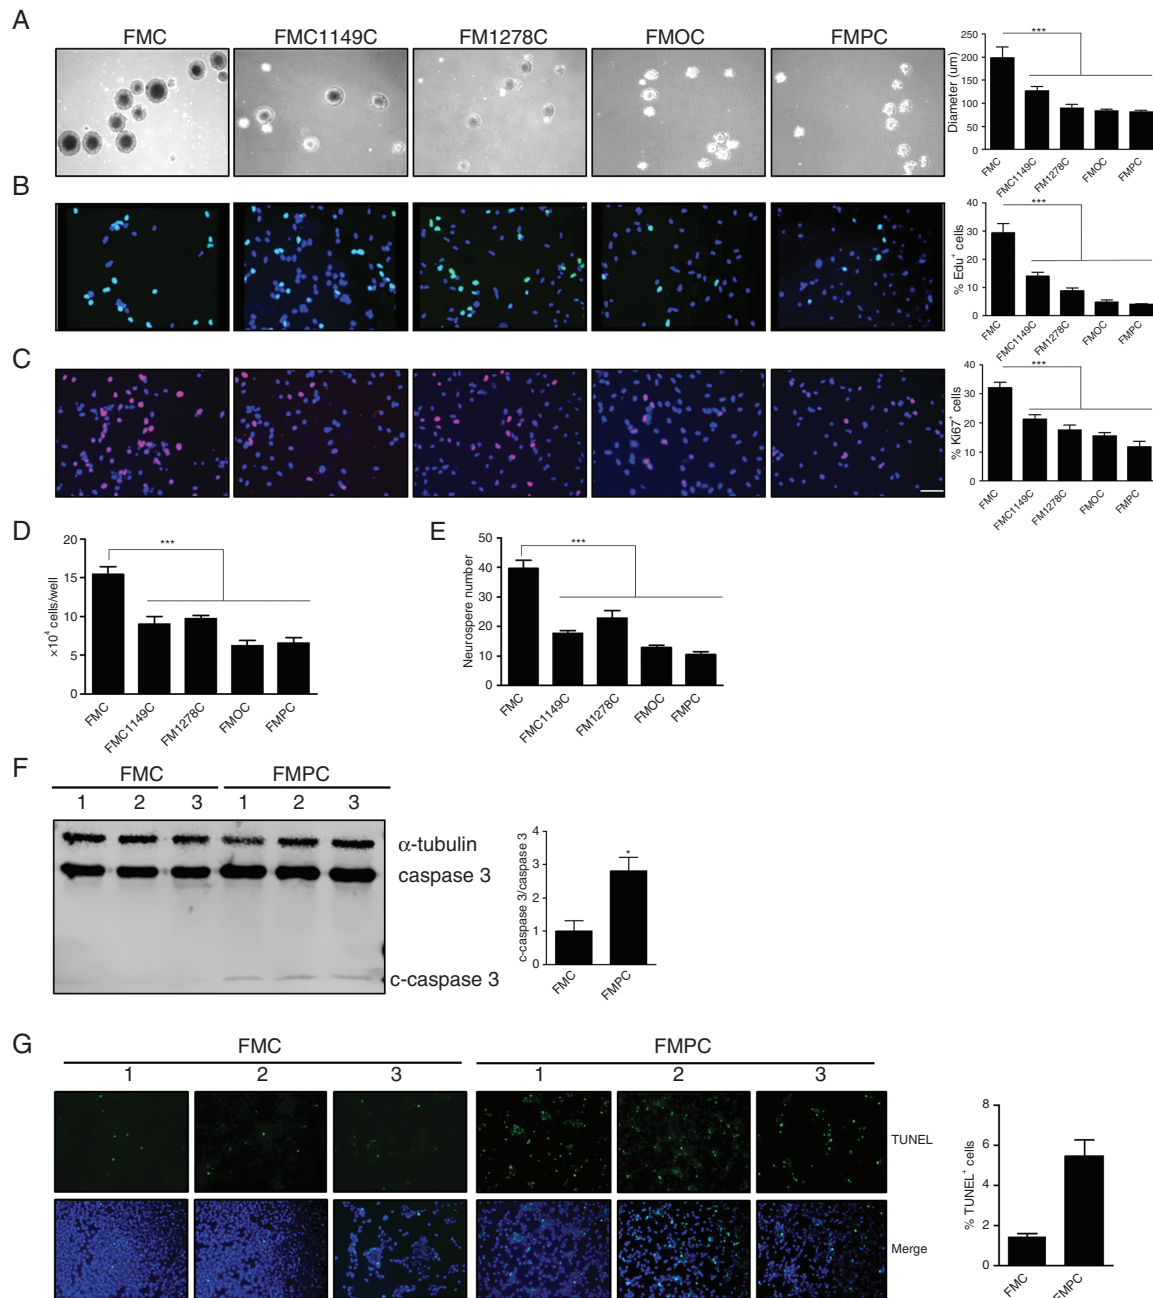 A
FMC
FMC1149C
FM1278C
FMOC
FMPC
Diameter (um)
250
200
150
100
50
0
***
FMC
FMC1149C
FM1278C
FMOC
FMPC
B
% Edu+ cells
40
30
20
10
0
***
FMC
FMC1149C
FM1278C
FMOC
FMPC
C
% Ki67+ cells
40
30
20
10
0
***
FMC
FMC1149C
FM1278C
FMOC
FMPC
D
×10⁴ cells/well
20
15
10
5
0
***
FMC
FMC1149C
FM1278C
FMOC
FMPC
E
Neurospere number
50
40
30
20
10
0
***
FMC
FMC1149C
FM1278C
FMOC
FMPC
F
FMC
FMPC
1 2 3 1 2 3
α-tubulin
caspase 3
c-caspase 3
c-caspase 3/caspase 3
4
3
2
1
0
*
FMC
FMPC
G
FMC
FMPC
1 2 3 1 2 3
TUNEL
Merge
% TUNEL+ cells
8
6
4
2
0
FMC
FMPC